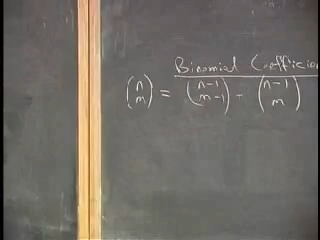 Binomial Coefficien
(n m) = (n-1 m-1) - (n-1 m)